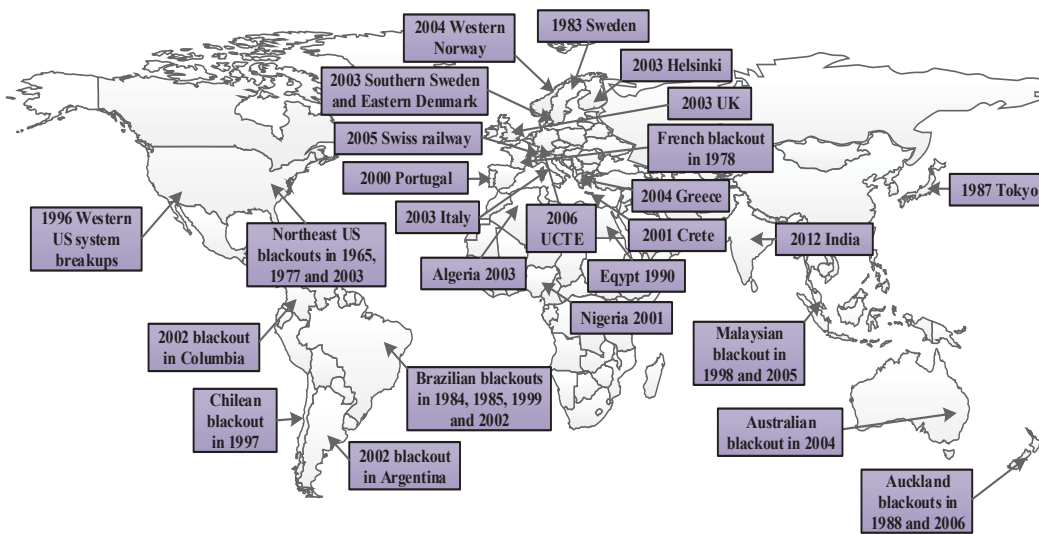 2004 Western
Norway
1983 Sweden
2003 Helsinki
2003 Southern Sweden
and Eastern Denmark
2003 UK
2005 Swiss railway
French blackout
in 1978
2000 Portugal
2004 Greece
1987 Tokyo
2003 Italy
2006
UCTE
2001 Crete
2012 India
1996 Western
US system
breakups
Northeast US
blackouts in 1965,
1977 and 2003
Algeria 2003
Eqypt 1990
Nigeria 2001
2002 blackout
in Columbia
Malaysian
blackout in
1998 and 2005
Brazilian blackouts
in 1984, 1985, 1999
and 2002
Chilean
blackout
in 1997
Australian
blackout in 2004
2002 blackout
in Argentina
Auckland
blackouts in
1988 and 2006